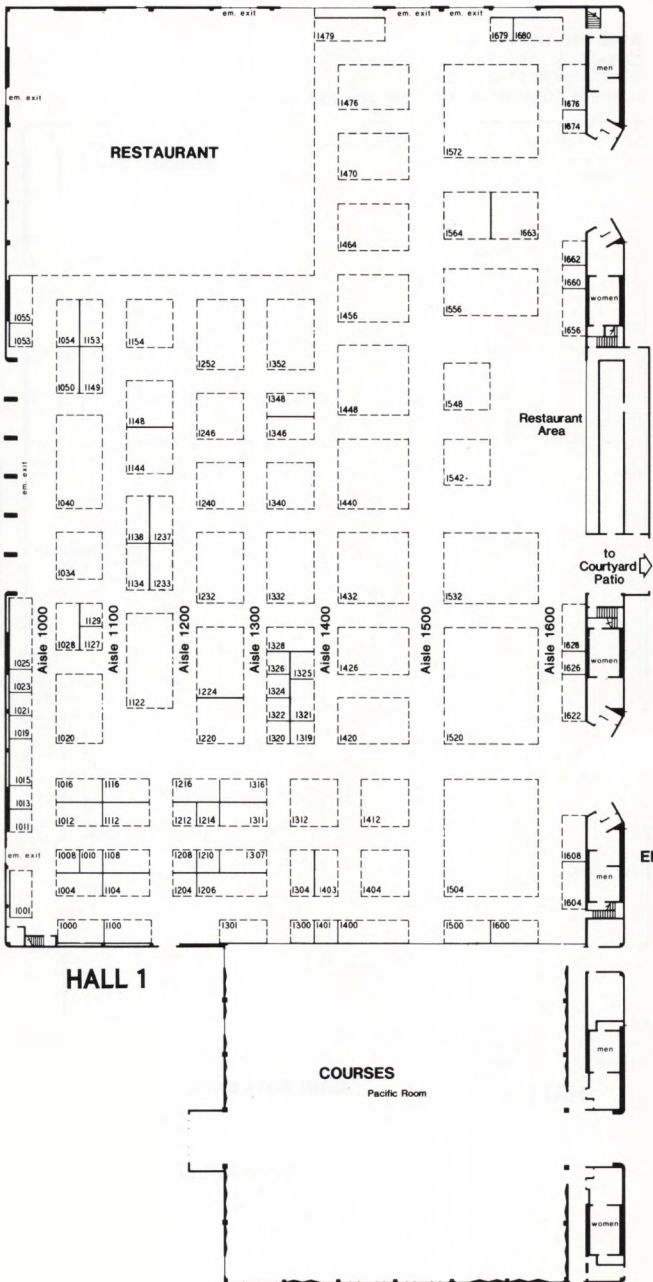 em. exit em. exit em. exit
1479 1679 1680
men
em. exit
1476 1572 1676
1674
RESTAURANT
1470
1464 1564 1663
1662
1660
women
1055 1456 1556 1656
1053 1054 1153 1154
1252 1352
1050 1149
1348
1148 1448 1548
1246 1346
Restaurant
Area
1144
em. exit
1040 1240 1340 1440 1542
1138 1237
to
Courtyard
Patio
1034
1134 1233 1232 1332 1432 1532
Aisle 1000 Aisle 1100 Aisle 1200 Aisle 1300 Aisle 1400 Aisle 1500 Aisle 1600
1129
1028 1127
1328
1628
women
1025 1326 1325 1426 1626
1023 1224 1324
1021 1122 1322 1321 1622
1019 1020 1220 1320 1319 1420 1520
1015 1016 1116 1216 1316
1013 1012 1112 1212 1214 1311 1312 1412
1011
em. exit
1008 1010 1108 1208 1210 1307 1608
EI
men
1004 1104 1204 1206 1304 1403 1404 1504 1604
1001
1000 1100 1301 1300 1401 1400 1500 1600
HALL 1
COURSES
Pacific Room
men
women